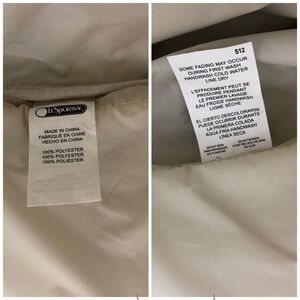 LeSportsac
MADE IN CHINA
FABRIQUÉ EN CHINE
HECHO EN CHINA
100% POLYESTER
100% POLYESTER
100% POLIÉSTER
S12
SOME FADING MAY OCCUR
DURING FIRST WASH
HANDWASH COLD WATER
LINE DRY
L'EFFACEMENT PEUT SE
PRODUIRE PENDANT
LE PREMIER LAVAGE
EAU FROIDE HANDWASH
LIGNE SÈCHE
EL CIERTO DESCOLORARSE
PUEDE OCURRIR DURANTE
LA PRIMERA COLADA
AGUA FRIA HANDWASH
LÍNEA SECA